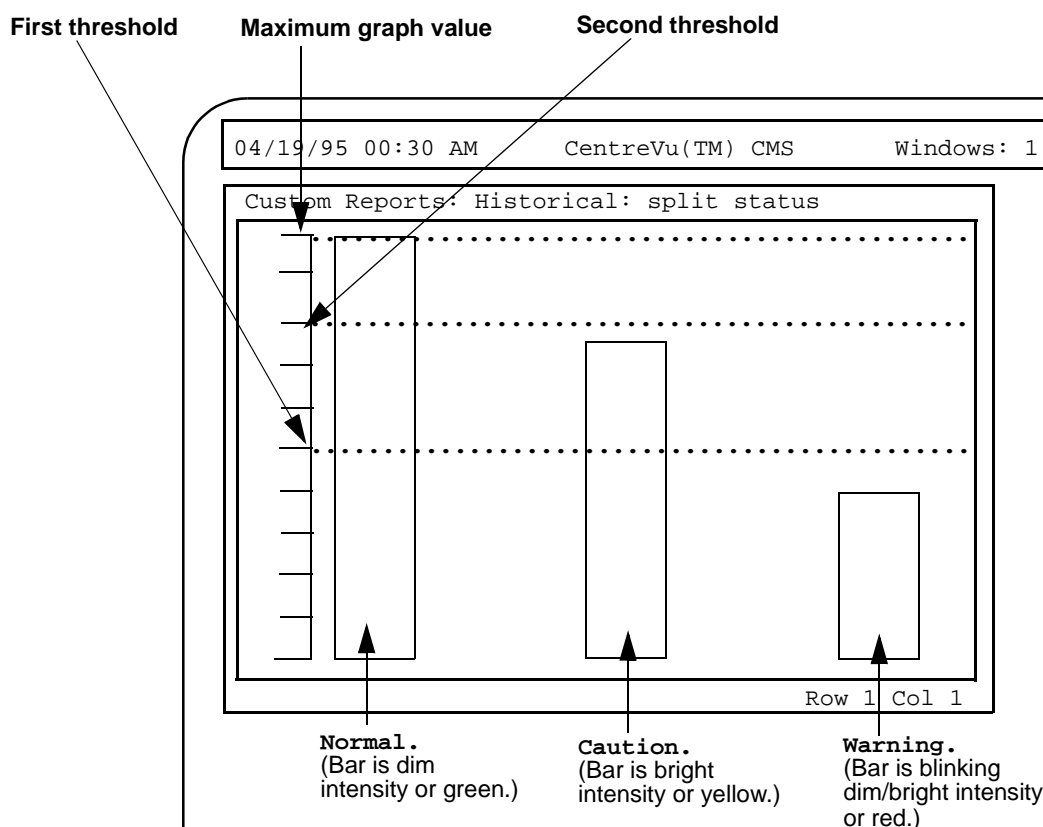 First threshold
Maximum graph value
Second threshold
04/19/95 00:30 AM CentreVu(TM) CMS Windows: 1
Custom Reports: Historical: split status
Row 1 Col 1
Normal.
(Bar is dim
intensity or green.)
Caution.
(Bar is bright
intensity or yellow.)
Warning.
(Bar is blinking
dim/bright intensity
or red.)